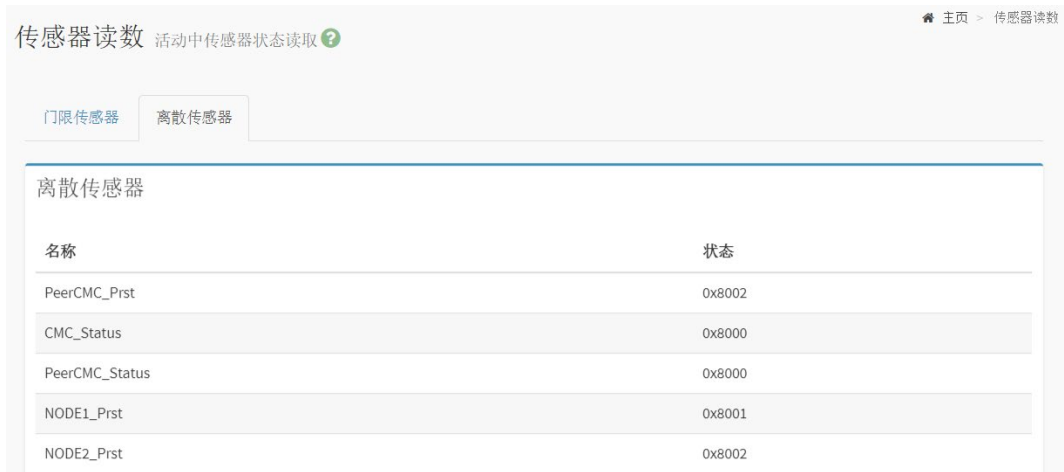 主页 > 传感器读数
传感器读数 活动中传感器状态读取 ?
门限传感器 离散传感器
离散传感器
名称 状态
PeerCMC_Prst 0x8002
CMC_Status 0x8000
PeerCMC_Status 0x8000
NODE1_Prst 0x8001
NODE2_Prst 0x8002